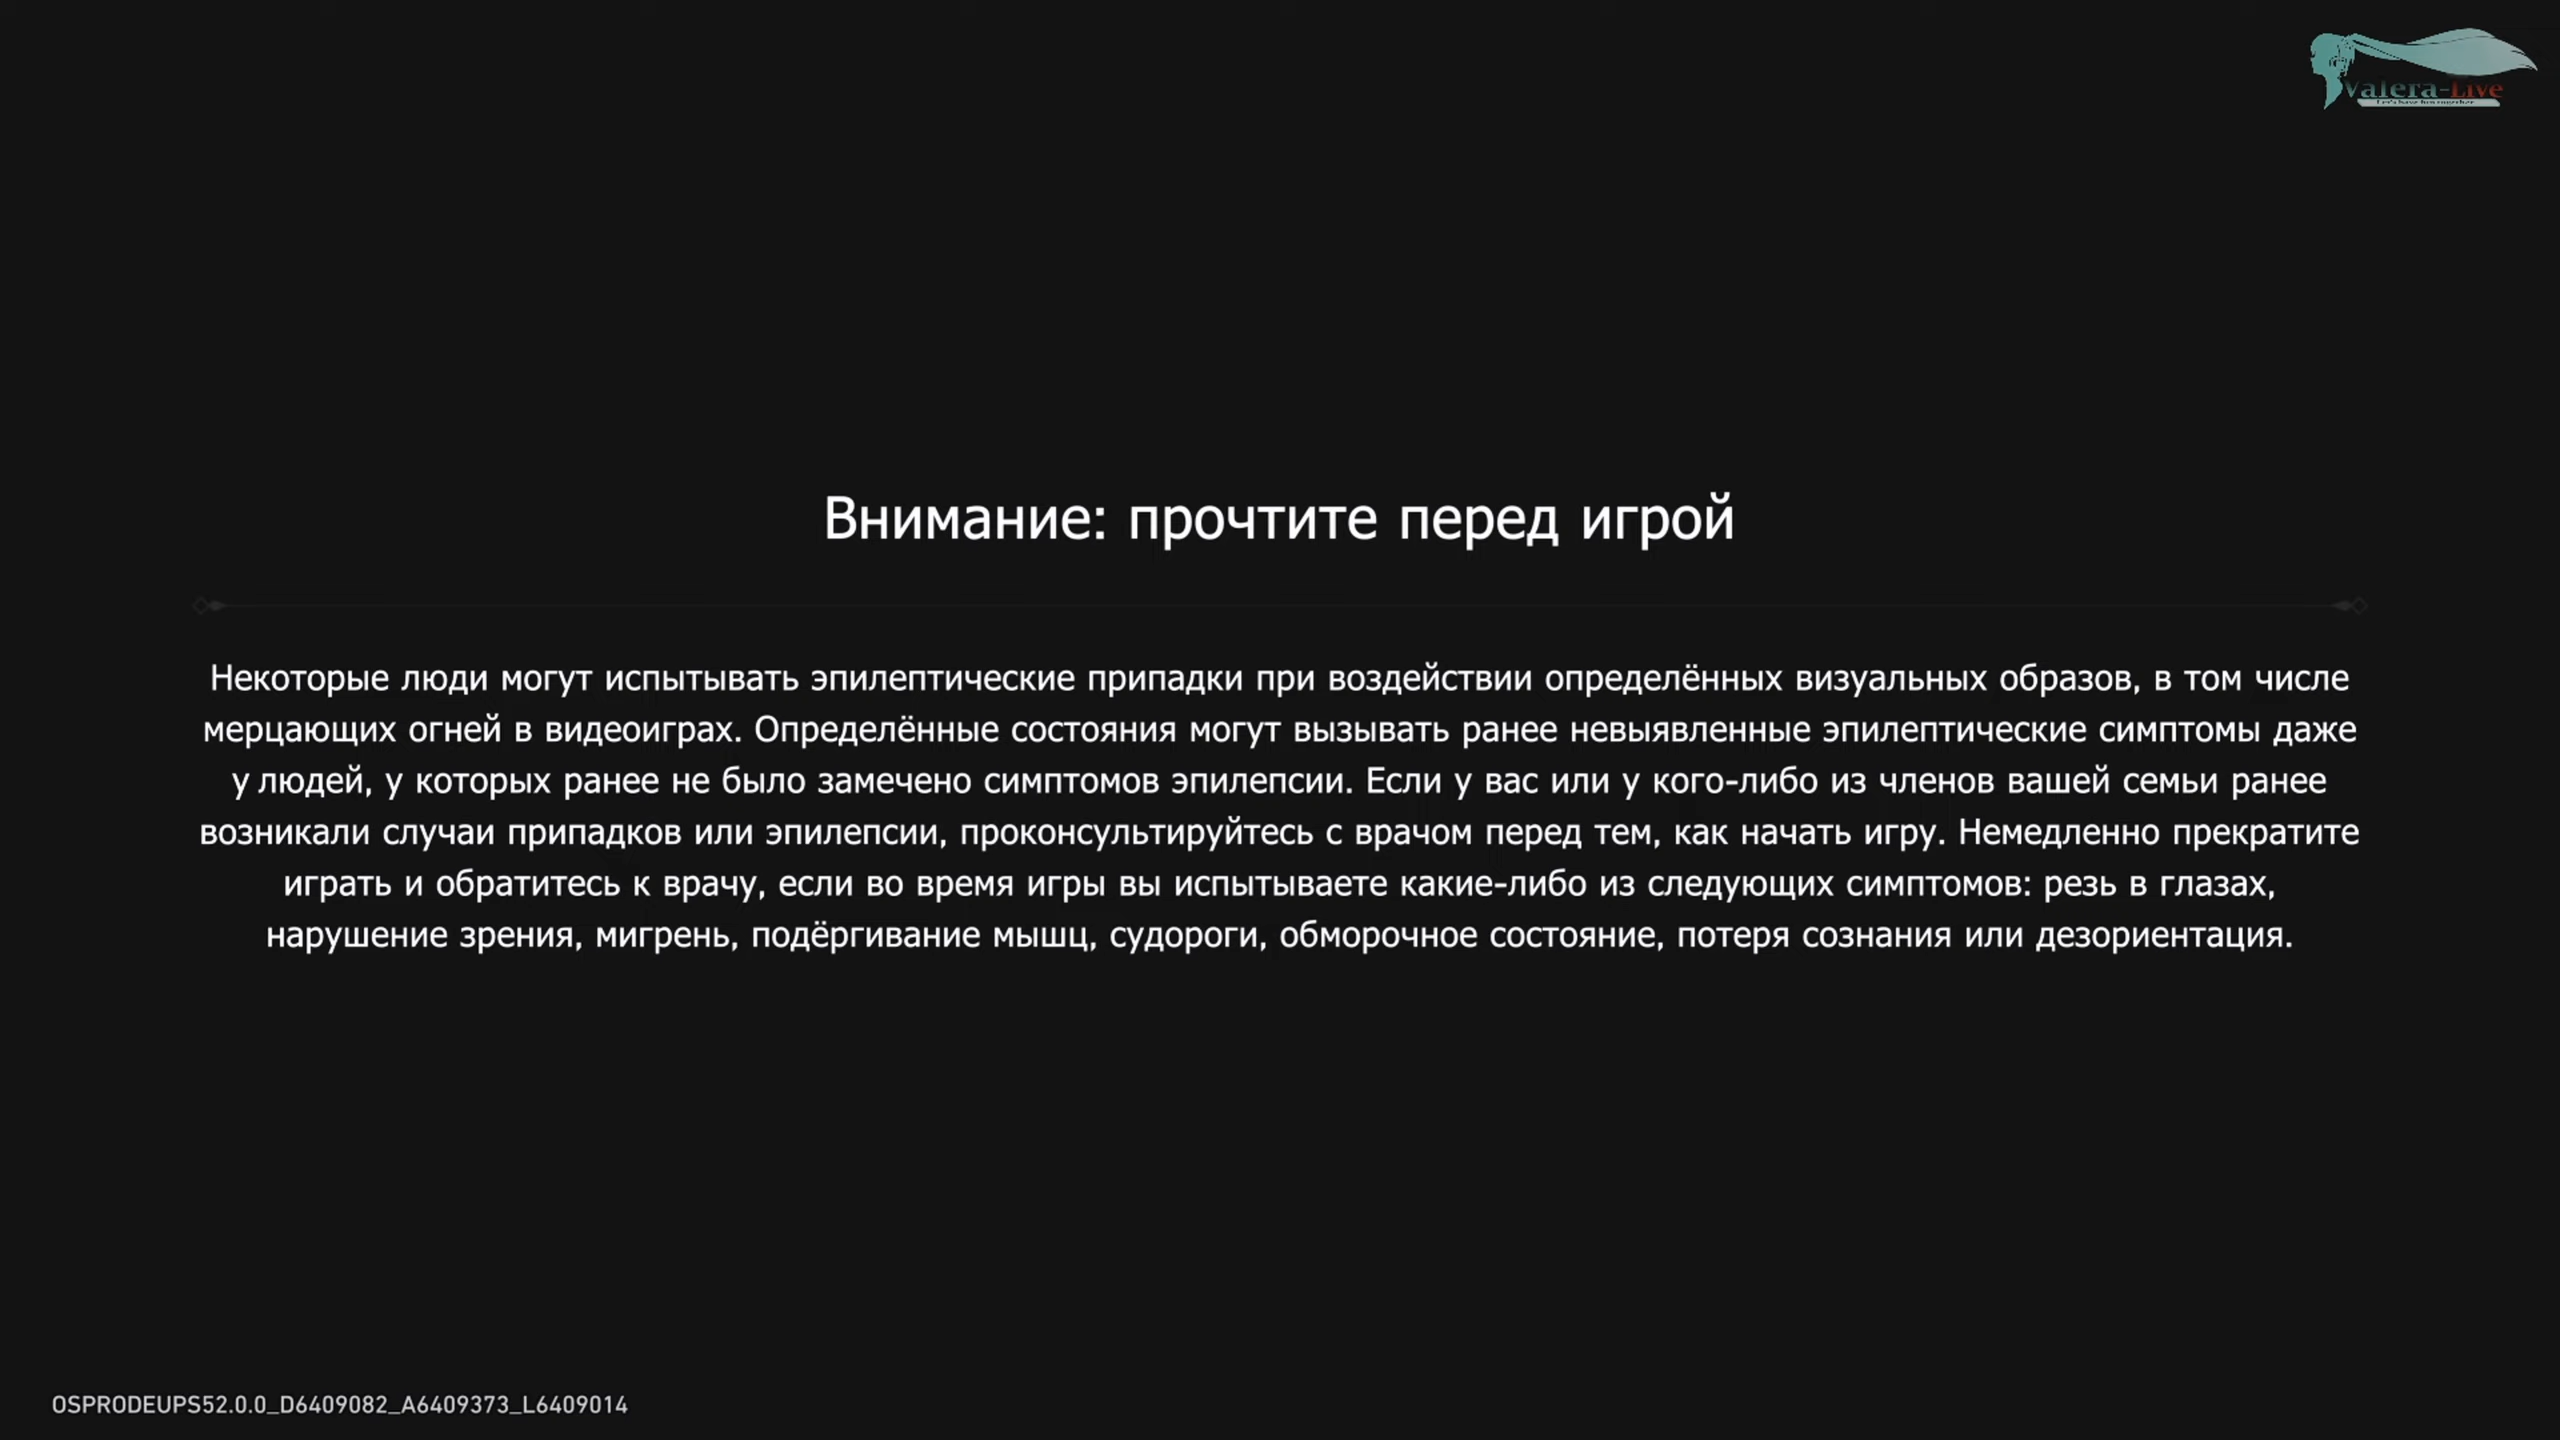 Valera-Live
Внимание: прочтите перед игрой
Некоторые люди могут испытывать эпилептические припадки при воздействии определённых визуальных образов, в том числе
мерцающих огней в видеоиграх. Определённые состояния могут вызывать ранее невыявленные эпилептические симптомы даже
у людей, у которых ранее не было замечено симптомов эпилепсии. Если у вас или у кого-либо из членов вашей семьи ранее
возникали случаи припадков или эпилепсии, проконсультируйтесь с врачом перед тем, как начать игру. Немедленно прекратите
играть и обратитесь к врачу, если во время игры вы испытываете какие-либо из следующих симптомов: резь в глазах,
нарушение зрения, мигрень, подёргивание мышц, судороги, обморочное состояние, потеря сознания или дезориентация.
OSPRODEUPS52.0.0_D6409082_A6409373_L6409014